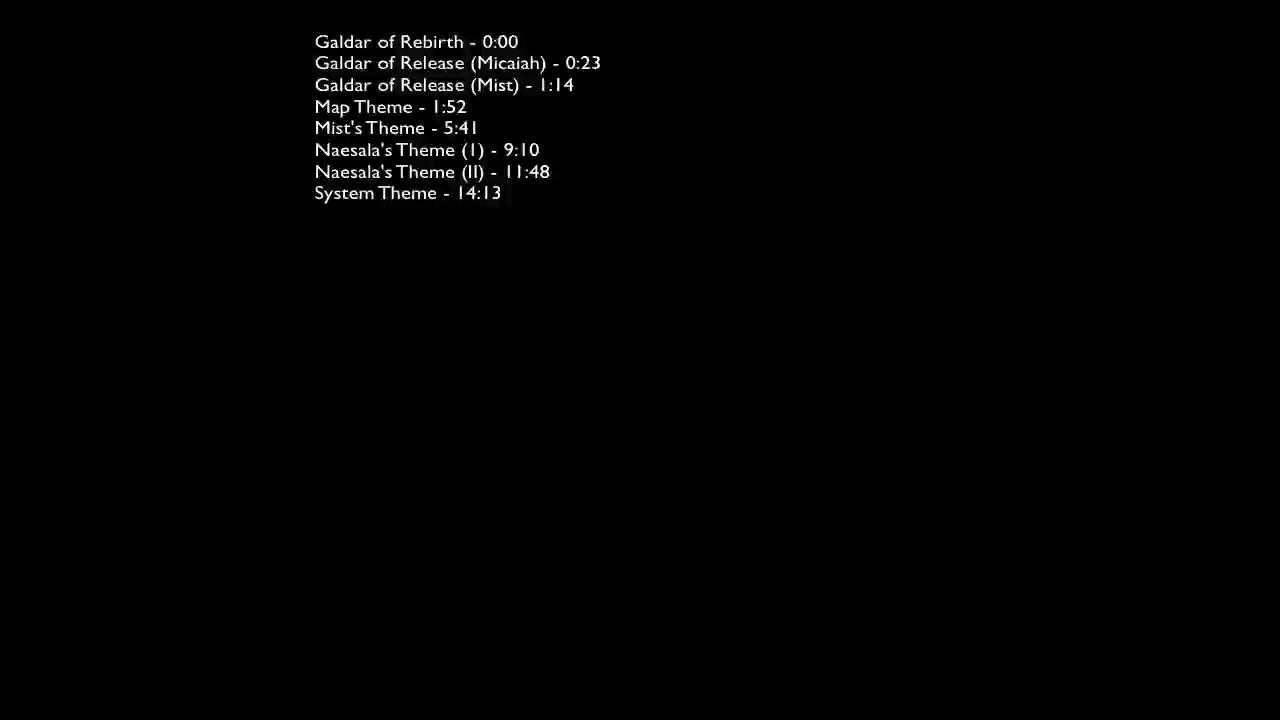 Galdar of Rebirth - 0:00
Galdar of Release (Micaiah) - 0:23
Galdar of Release (Mist) - 1:14
Map Theme - 1:52
Mist's Theme - 5:41
Naesala's Theme (I) - 9:10
Naesala's Theme (II) - 11:48
System Theme - 14:13